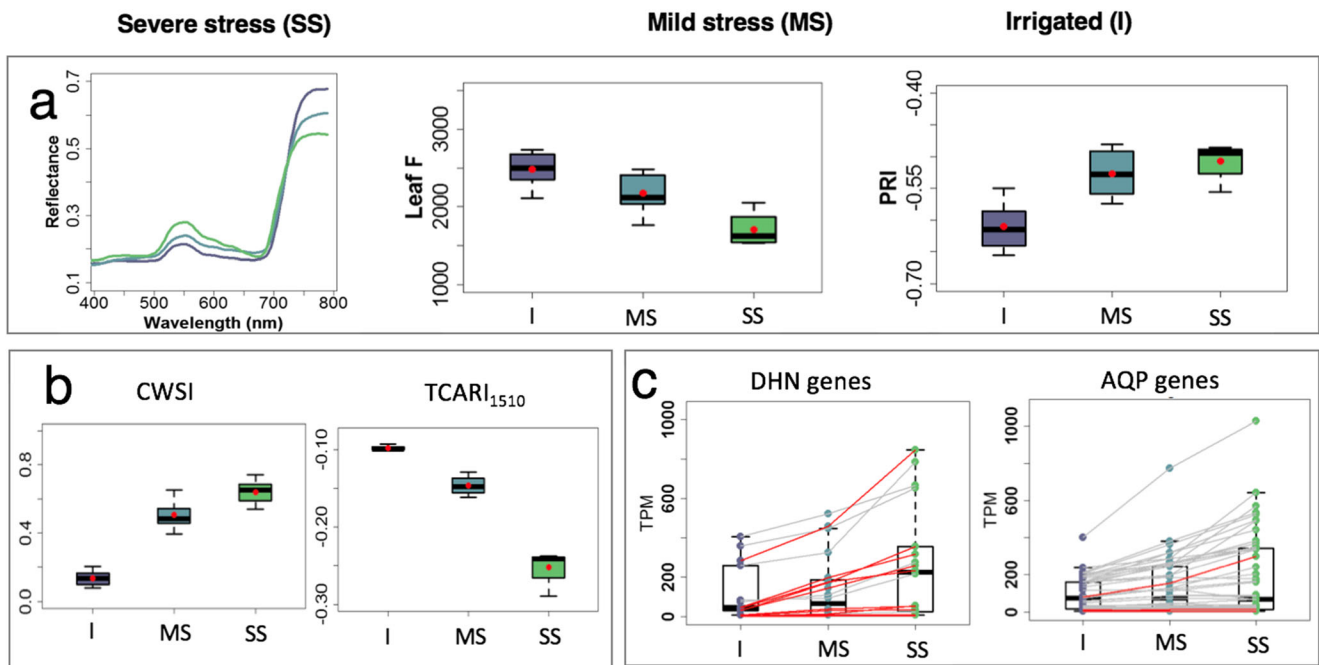 Severe stress (SS)
Mild stress (MS)
Irrigated (I)
a
Reflectance
0.7
0.5
0.3
0.1
400 500 600 700 800
Wavelength (nm)
Leaf F
3000
2000
1000
I MS SS
PRI
-0.40
-0.55
-0.70
I MS SS
b
CWSI
0.8
0.4
0.0
I MS SS
TCARI1510
-0.10
-0.20
-0.30
I MS SS
c
DHN genes
TPM
1000
600
200
0
I MS SS
AQP genes
TPM
1000
600
200
0
I MS SS